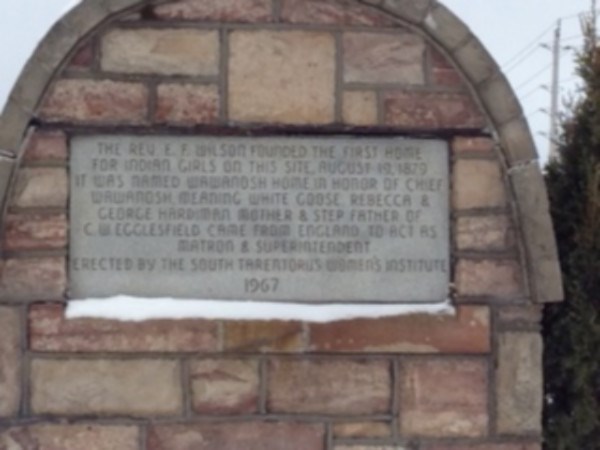 THE REV. E. F. WILSON FOUNDED THE FIRST HOME
FOR INDIAN GIRLS ON THIS SITE, AUGUST 19, 1879
IT WAS NAMED WAWANOSH HOME, IN HONOR OF CHIEF
WAWANOSH, MEANING WHITE GOOSE. REBECCA &
GEORGE HARDIMAN MOTHER & STEP FATHER OF
C. W. EGGLESFIELD CAME FROM ENGLAND TO ACT AS
MATRON & SUPERINTENDENT
ERECTED BY THE SOUTH TARENTORUS WOMEN'S INSTITUTE
1967